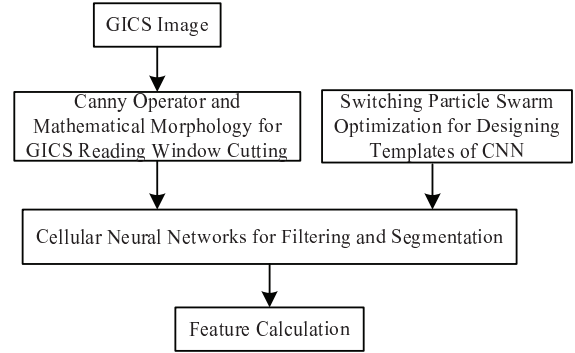 GICS Image
Canny Operator and
Mathematical Morphology for
GICS Reading Window Cutting
Switching Particle Swarm
Optimization for Designing
Templates of CNN
Cellular Neural Networks for Filtering and Segmentation
Feature Calculation